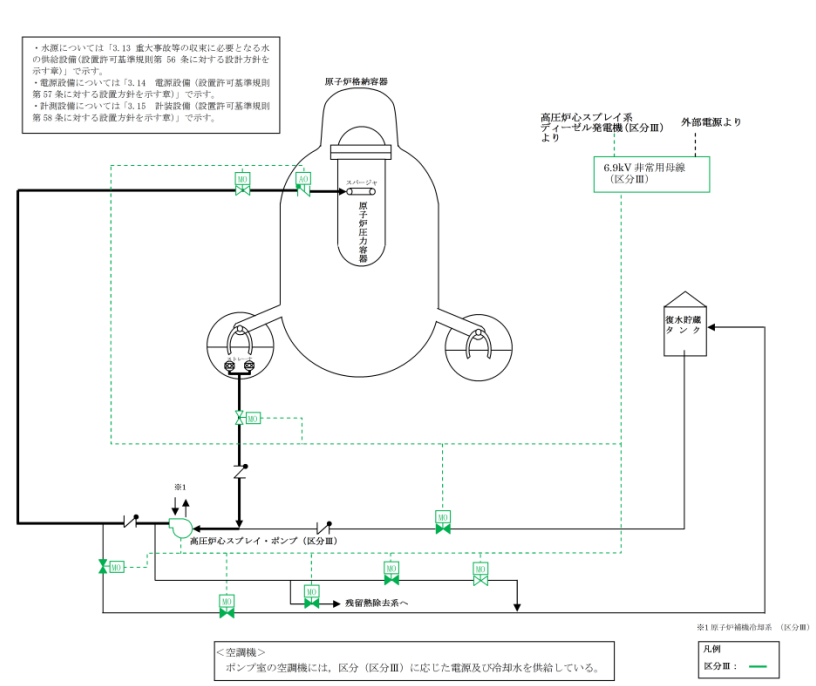 ・水源については「3.13 重大事故等の収束に必要となる水
の供給設備(設置許可基準規則第 56 条に対する設計方針を
示す章)」で示す。
・電源設備については「3.14 電源設備（設置許可基準規則
第 57 条に対する設置方針を示す章)」で示す。
・計測設備については「3.15 計装設備（設置許可基準規則
第 58 条に対する設置方針を示す章)」で示す。
原子炉格納容器
高圧炉心スプレイ系
ディーゼル発電機(区分Ⅲ)
より
外部電源より
6.9kV 非常用母線
（区分Ⅲ）
MO
AO
スパージャ
原子炉圧力容器
復水貯蔵
タンク
ストレーナ
MO
※1
MO
高圧炉心スプレイ・ポンプ（区分Ⅲ）
MO
MO
MO
MO
MO
残留熱除去系へ
※1 原子炉補機冷却系 （区分Ⅲ）
＜空調機＞
ポンプ室の空調機には，区分（区分Ⅲ）に応じた電源及び冷却水を供給している。
凡例
区分Ⅲ：